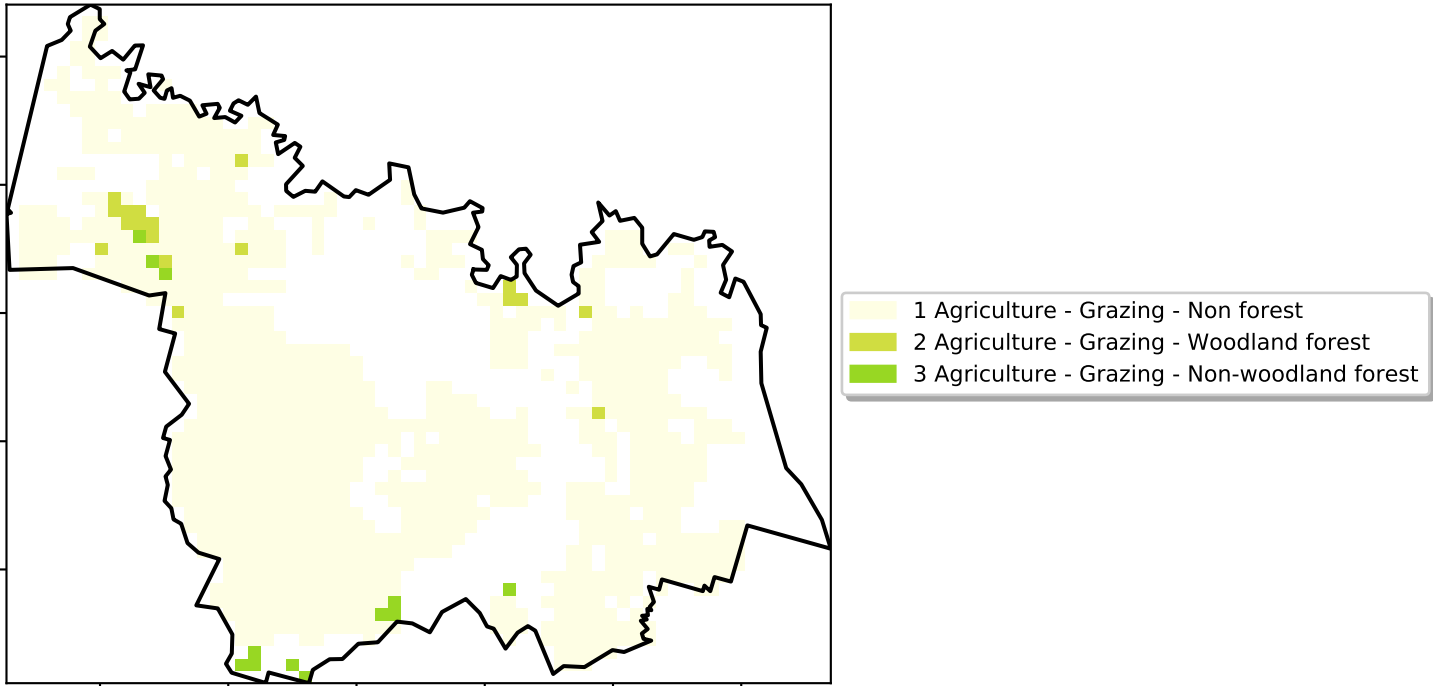 1 Agriculture - Grazing - Non forest
2 Agriculture - Grazing - Woodland forest
3 Agriculture - Grazing - Non-woodland forest